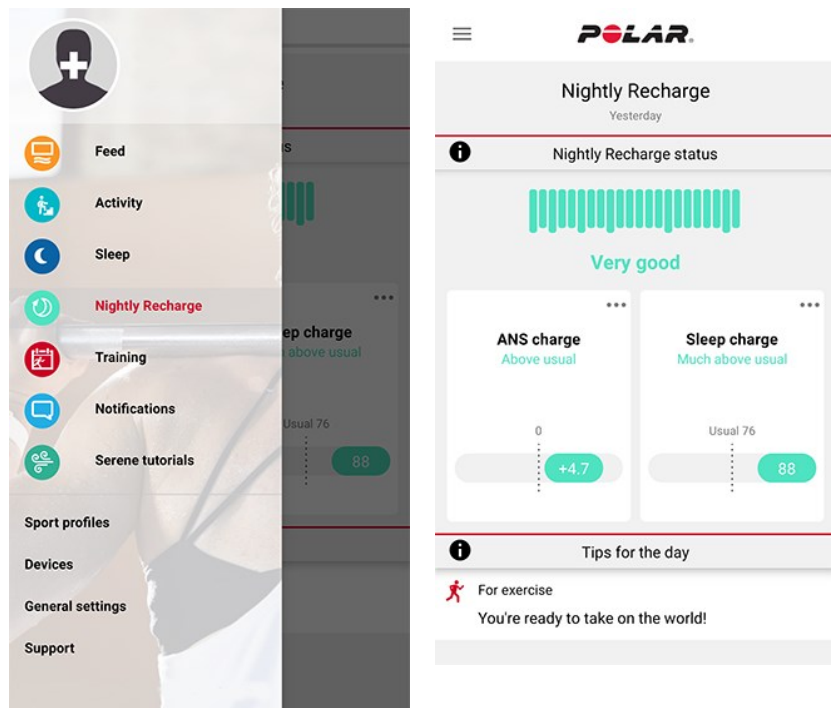 Feed
Activity
Sleep
Nightly Recharge
Training
Notifications
Serene tutorials
Sport profiles
Devices
General settings
Support
ep charge
above usual
Usual 76
88
POLAR
Nightly Recharge
Yesterday
Nightly Recharge status
Very good
ANS charge
Above usual
0
+4.7
Sleep charge
Much above usual
Usual 76
88
Tips for the day
For exercise
You're ready to take on the world!